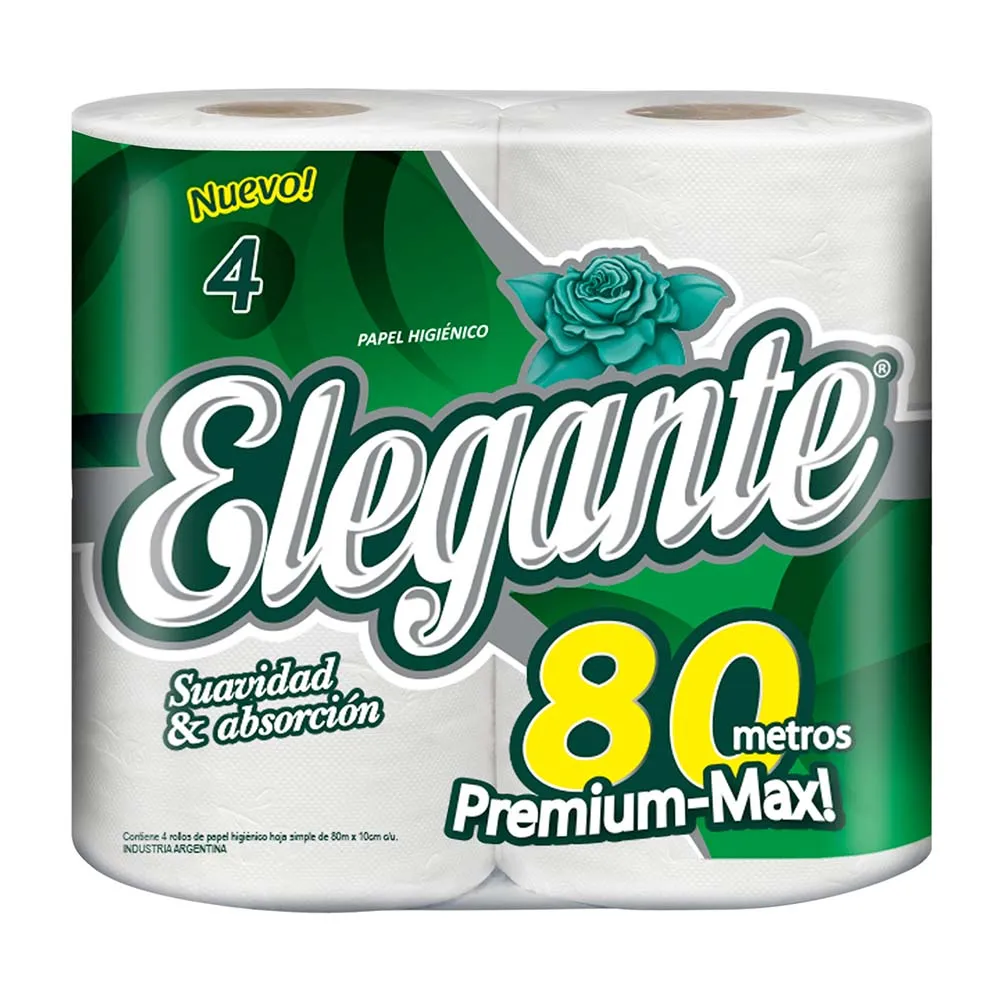 Nuevo!
4
PAPEL HIGIÉNICO
Elegante®
Suavidad
& absorción
80
metros
Premium-Max!
Contiene 4 rollos de papel higiénico hoja simple de 80m x 10cm c/u.
INDUSTRIA ARGENTINA